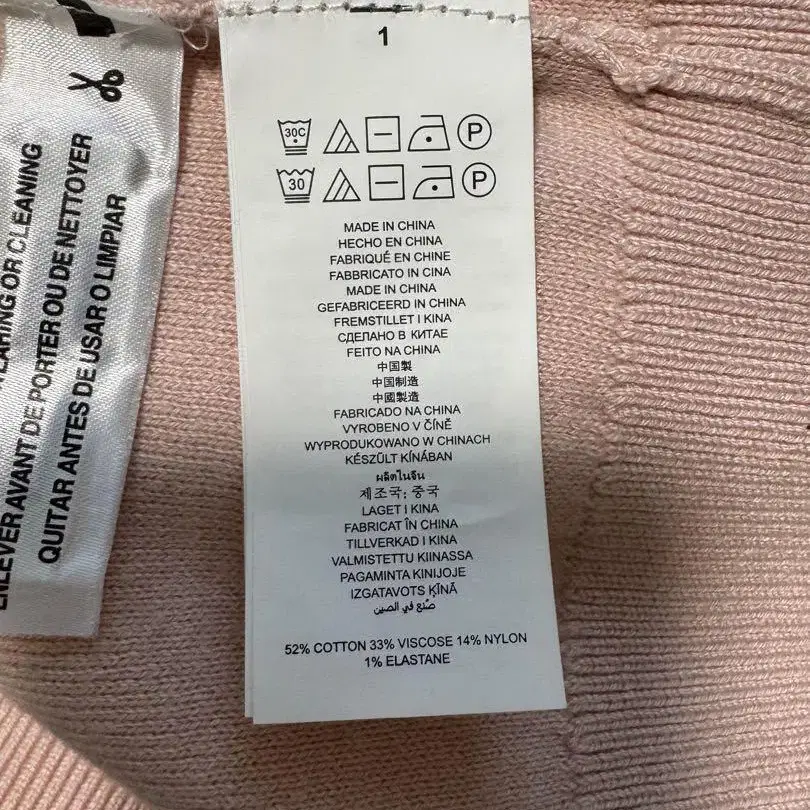 WEARING OR CLEANING
ENLEVER AVANT DE PORTER OU DE NETTOYER
QUITAR ANTES DE USAR O LIMPIAR
1
30C P
30 P
MADE IN CHINA
HECHO EN CHINA
FABRIQUÉ EN CHINE
FABBRICATO IN CINA
MADE IN CHINA
GEFABRICEERD IN CHINA
FREMSTILLET I KINA
СДЕЛАНО В КИТАЕ
FEITO NA CHINA
中国製
中国制造
中國製造
FABRICADO NA CHINA
VYROBENO V ČÍNĚ
WYPRODUKOWANO W CHINACH
KÉSZÜLT KÍNÁBAN
ผลิตในจีน
제조국: 중국
LAGET I KINA
FABRICAT ÎN CHINA
TILLVERKAD I KINA
VALMISTETTU KIINASSA
PAGAMINTA KINIJOJE
IZGATAVOTS ĶĪNĀ
صُنع في الصين
52% COTTON 33% VISCOSE 14% NYLON
1% ELASTANE